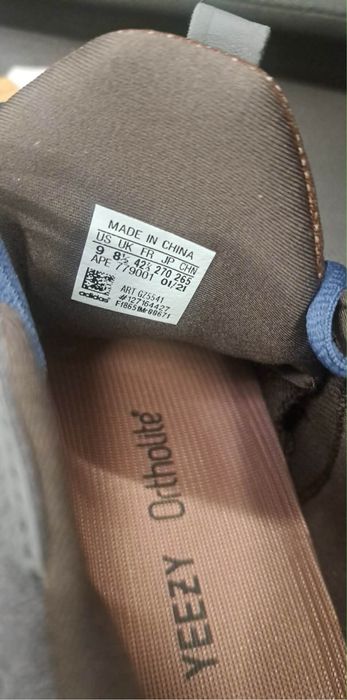 MADE IN CHINA
US UK FR JP CHN
9 8½ 42⅔ 270 265
APE 779001 01/21
ART GZ5541
#127164427
adidas
YEEZY Ortholite®